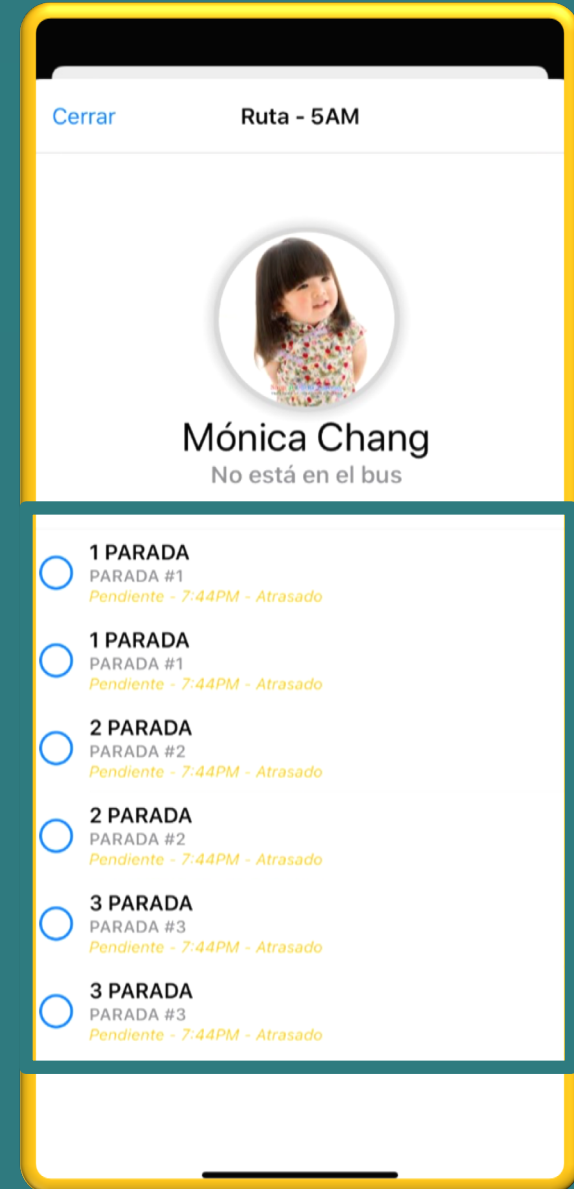 Cerrar
Ruta - 5AM
Mónica Chang
No está en el bus
1 PARADA
PARADA #1
Pendiente - 7:44PM - Atrasado
1 PARADA
PARADA #1
Pendiente - 7:44PM - Atrasado
2 PARADA
PARADA #2
Pendiente - 7:44PM - Atrasado
2 PARADA
PARADA #2
Pendiente - 7:44PM - Atrasado
3 PARADA
PARADA #3
Pendiente - 7:44PM - Atrasado
3 PARADA
PARADA #3
Pendiente - 7:44PM - Atrasado